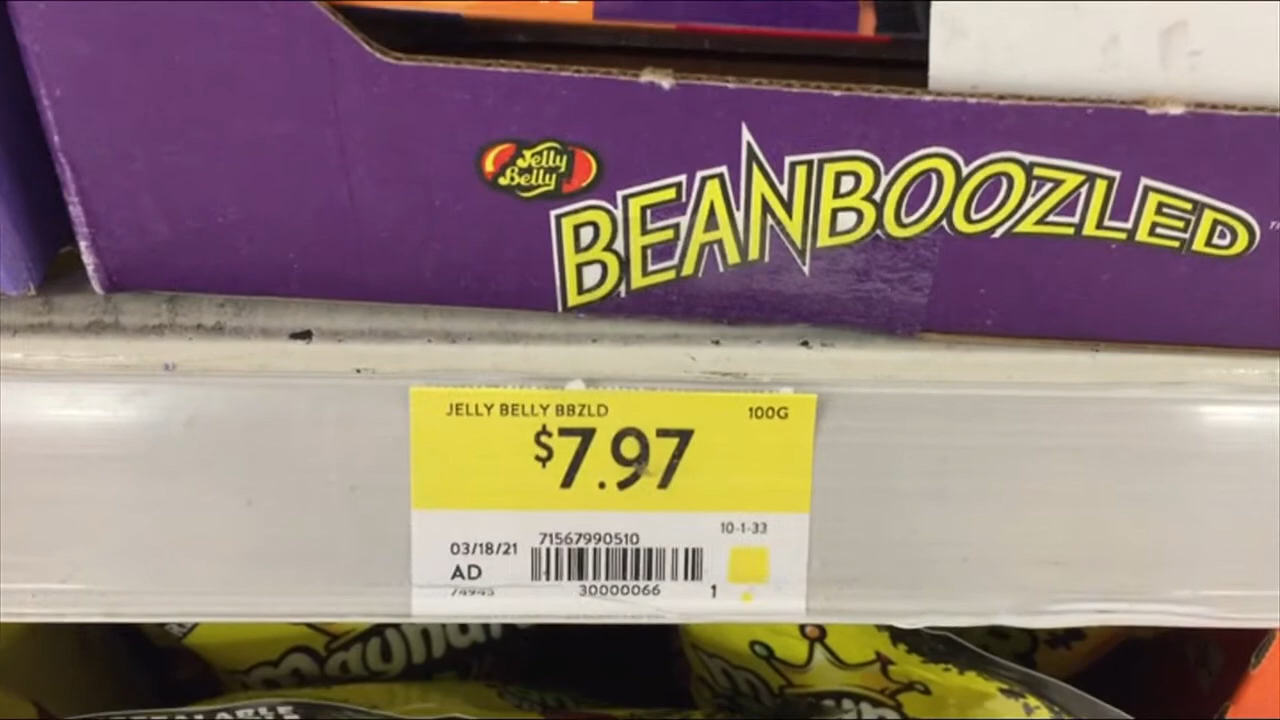 Jelly
Belly
BEANBOOZLED
JELLY BELLY BBZLD 100G
$7.97
10-1-33
71567990510
03/18/21
AD
74943 30000066 1